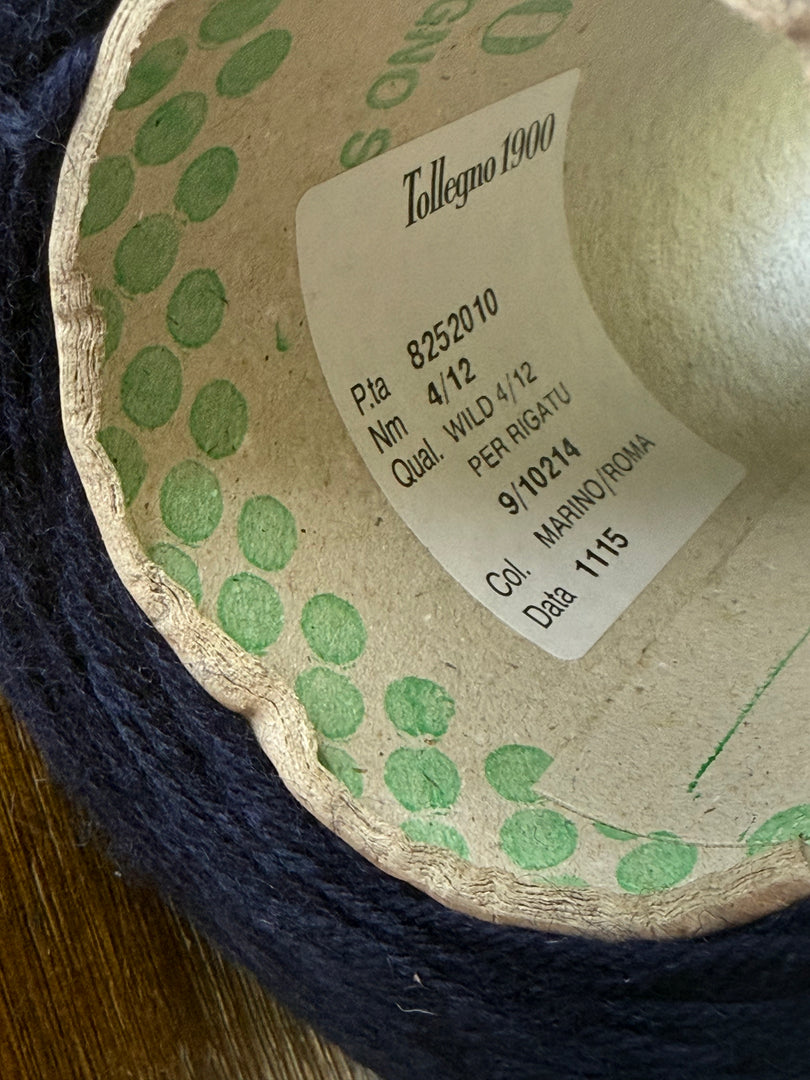 Tollegno 1900
P.ta 8252010
Nm 4/12
Qual. WILD 4/12
PER RIGATU
9/10214
Col. MARINO/ROMA
Data 1115